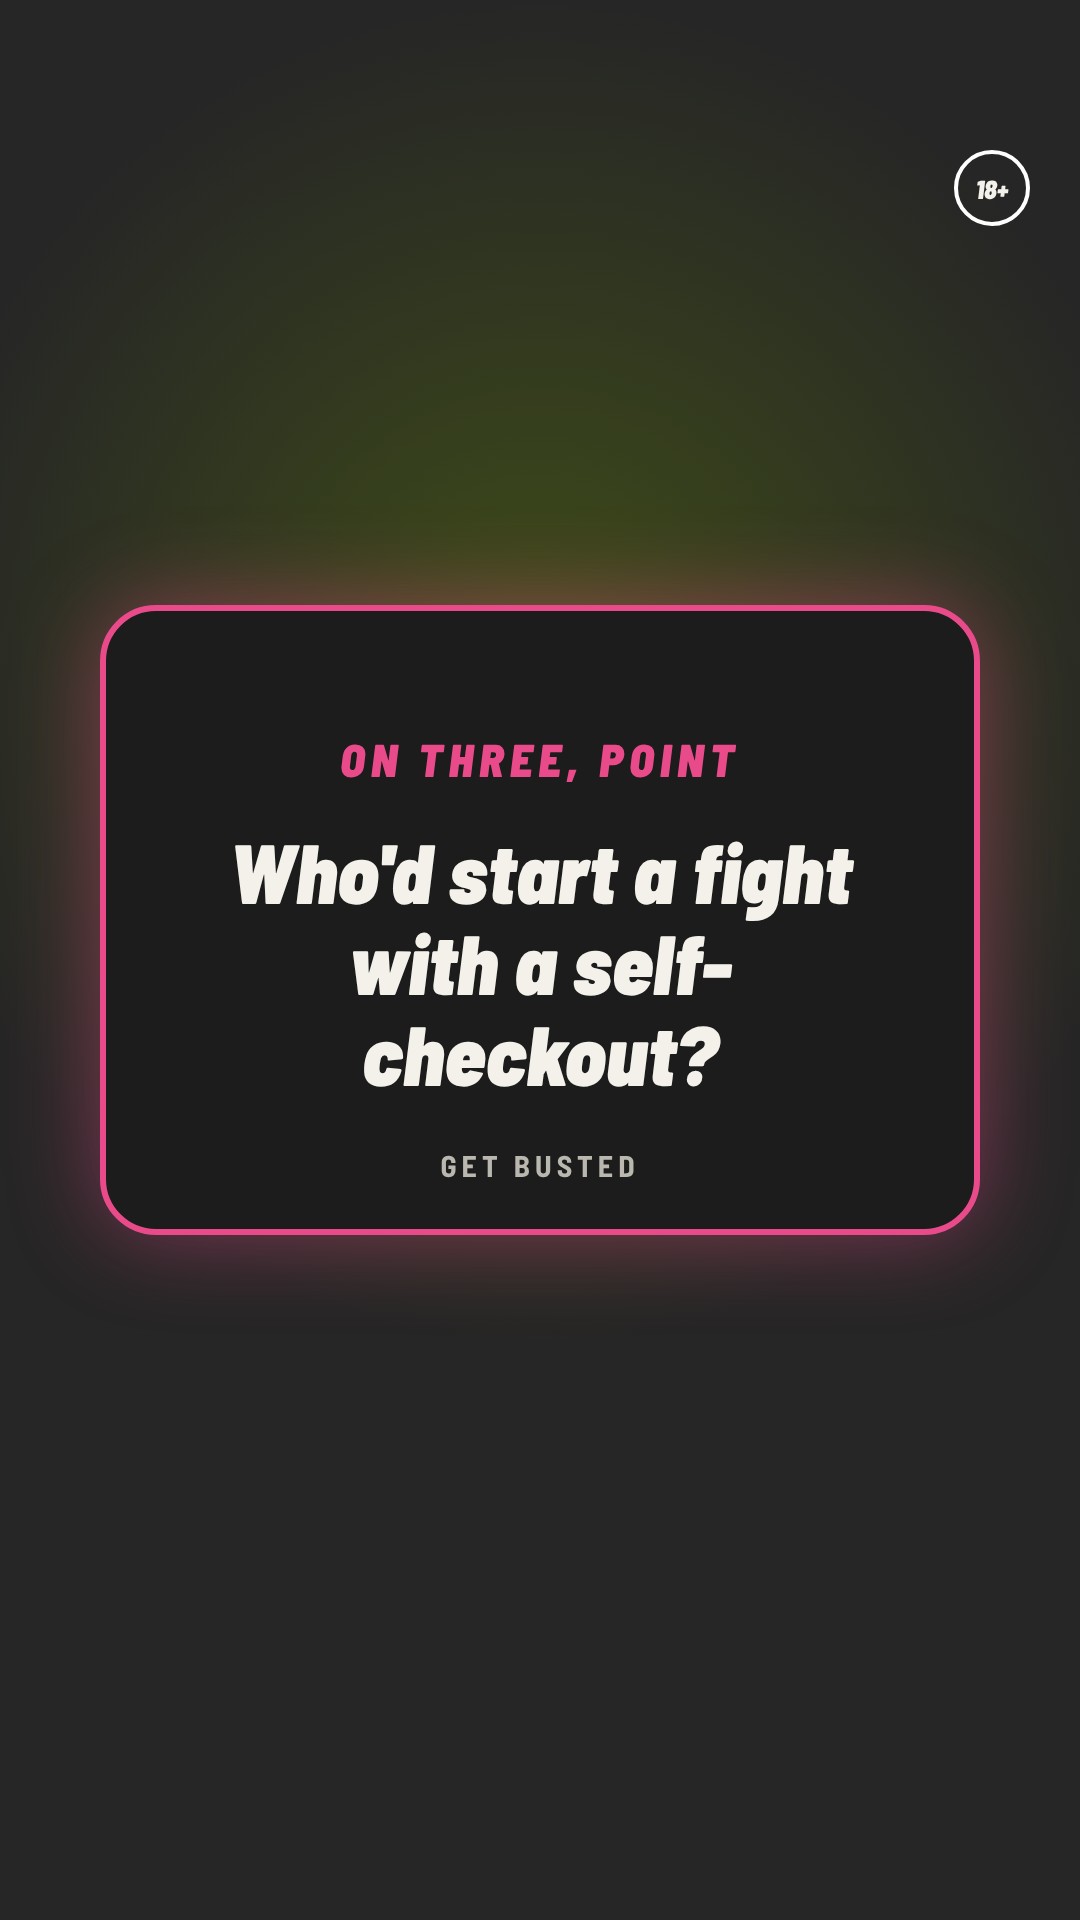 18+
ON THREE, POINT
Who'd start a fight
with a self-
checkout?
GET BUSTED